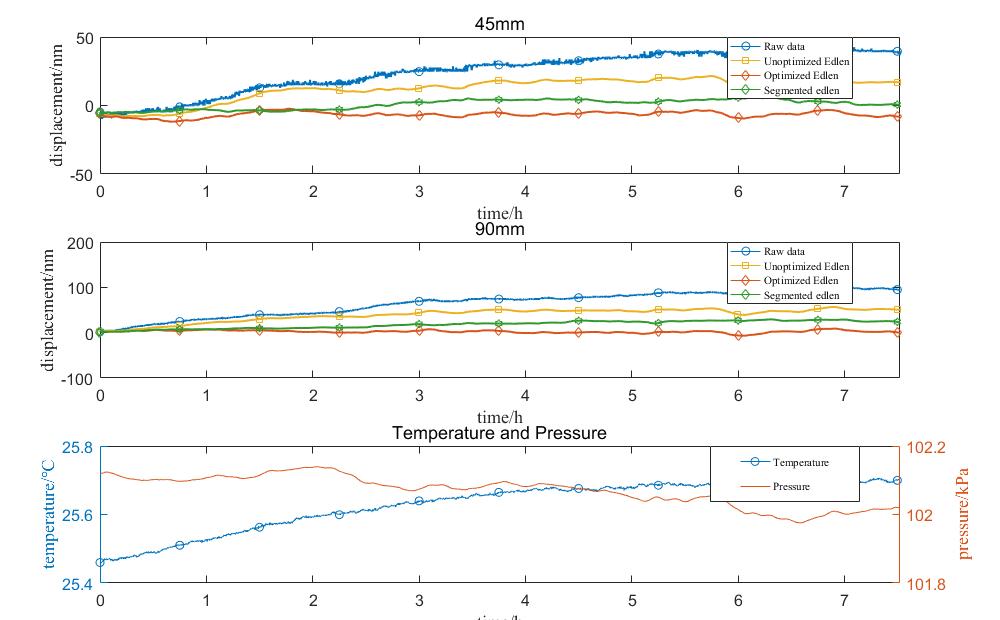 45mm
50
0
-50
displacement/nm
Raw data
Unoptimized Edlen
Optimized Edlen
Segmented edlen
0 1 2 3 4 5 6 7
time/h
90mm
200
100
0
-100
displacement/nm
Raw data
Unoptimized Edlen
Optimized Edlen
Segmented edlen
0 1 2 3 4 5 6 7
time/h
Temperature and Pressure
25.8
25.6
25.4
temperature/°C
Temperature
Pressure
102.2
102
101.8
pressure/kPa
0 1 2 3 4 5 6 7
time/h